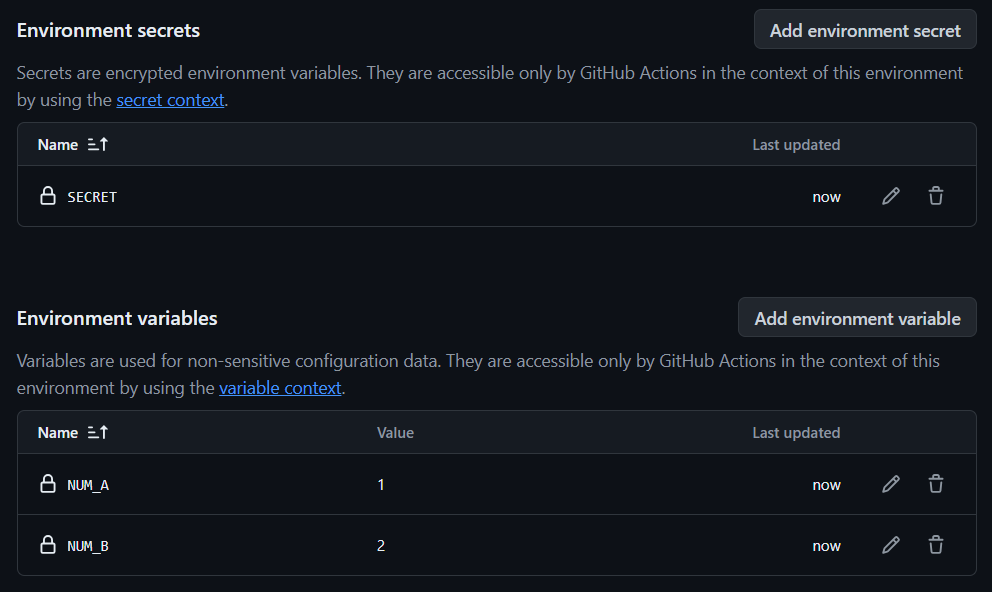 Environment secrets
Add environment secret
Secrets are encrypted environment variables. They are accessible only by GitHub Actions in the context of this environment
by using the secret context.
Name Last updated
SECRET now
Environment variables
Add environment variable
Variables are used for non-sensitive configuration data. They are accessible only by GitHub Actions in the context of this
environment by using the variable context.
Name Value Last updated
NUM_A 1 now
NUM_B 2 now